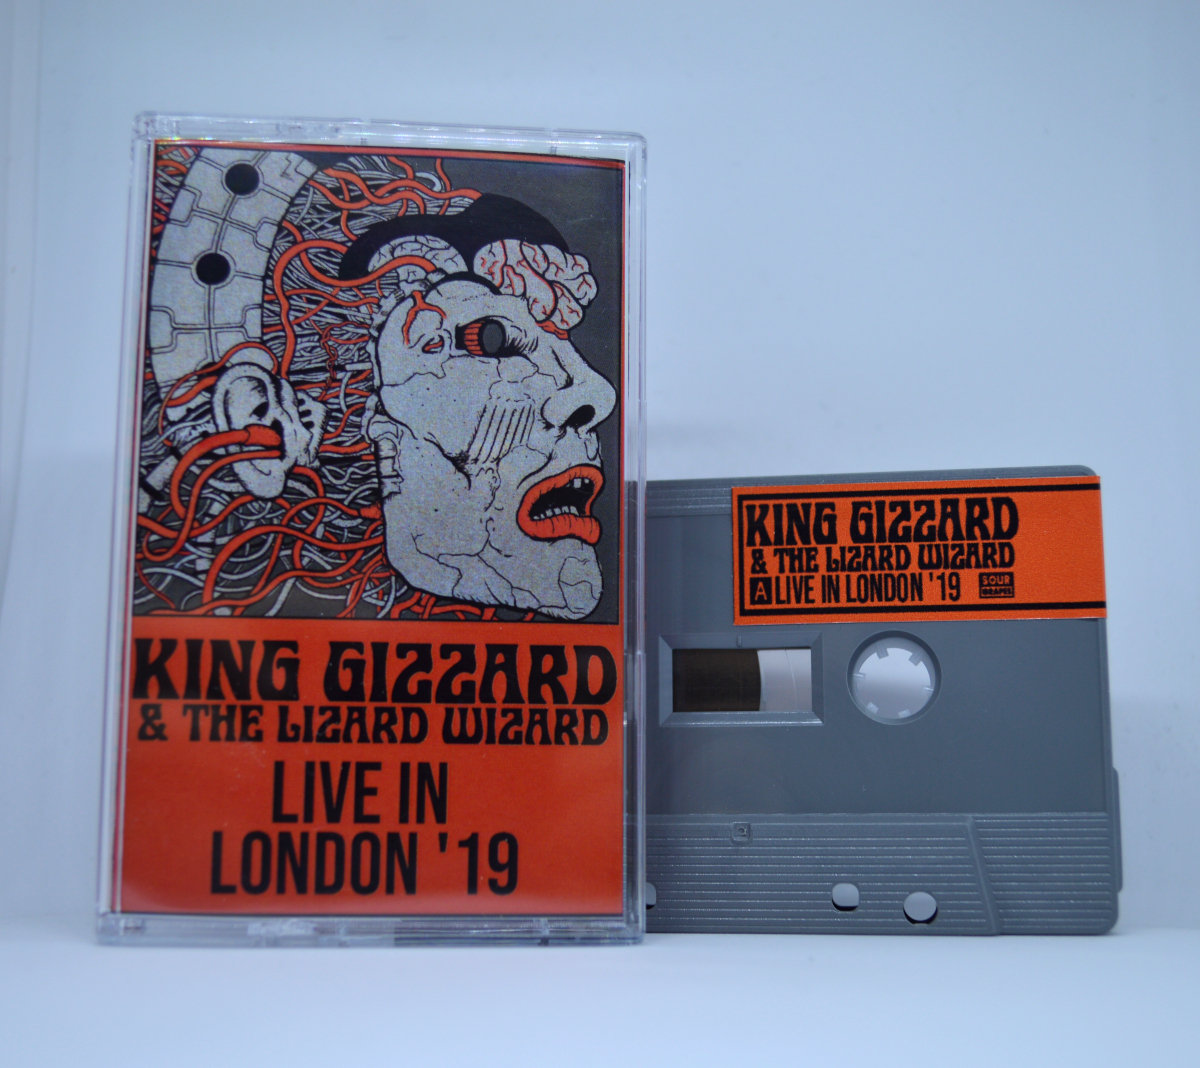 KING GIZZARD
& THE LIZARD WIZARD
LIVE IN
LONDON '19
KING GIZZARD
& THE LIZARD WIZARD
A LIVE IN LONDON '19
SOUR
GRAPES